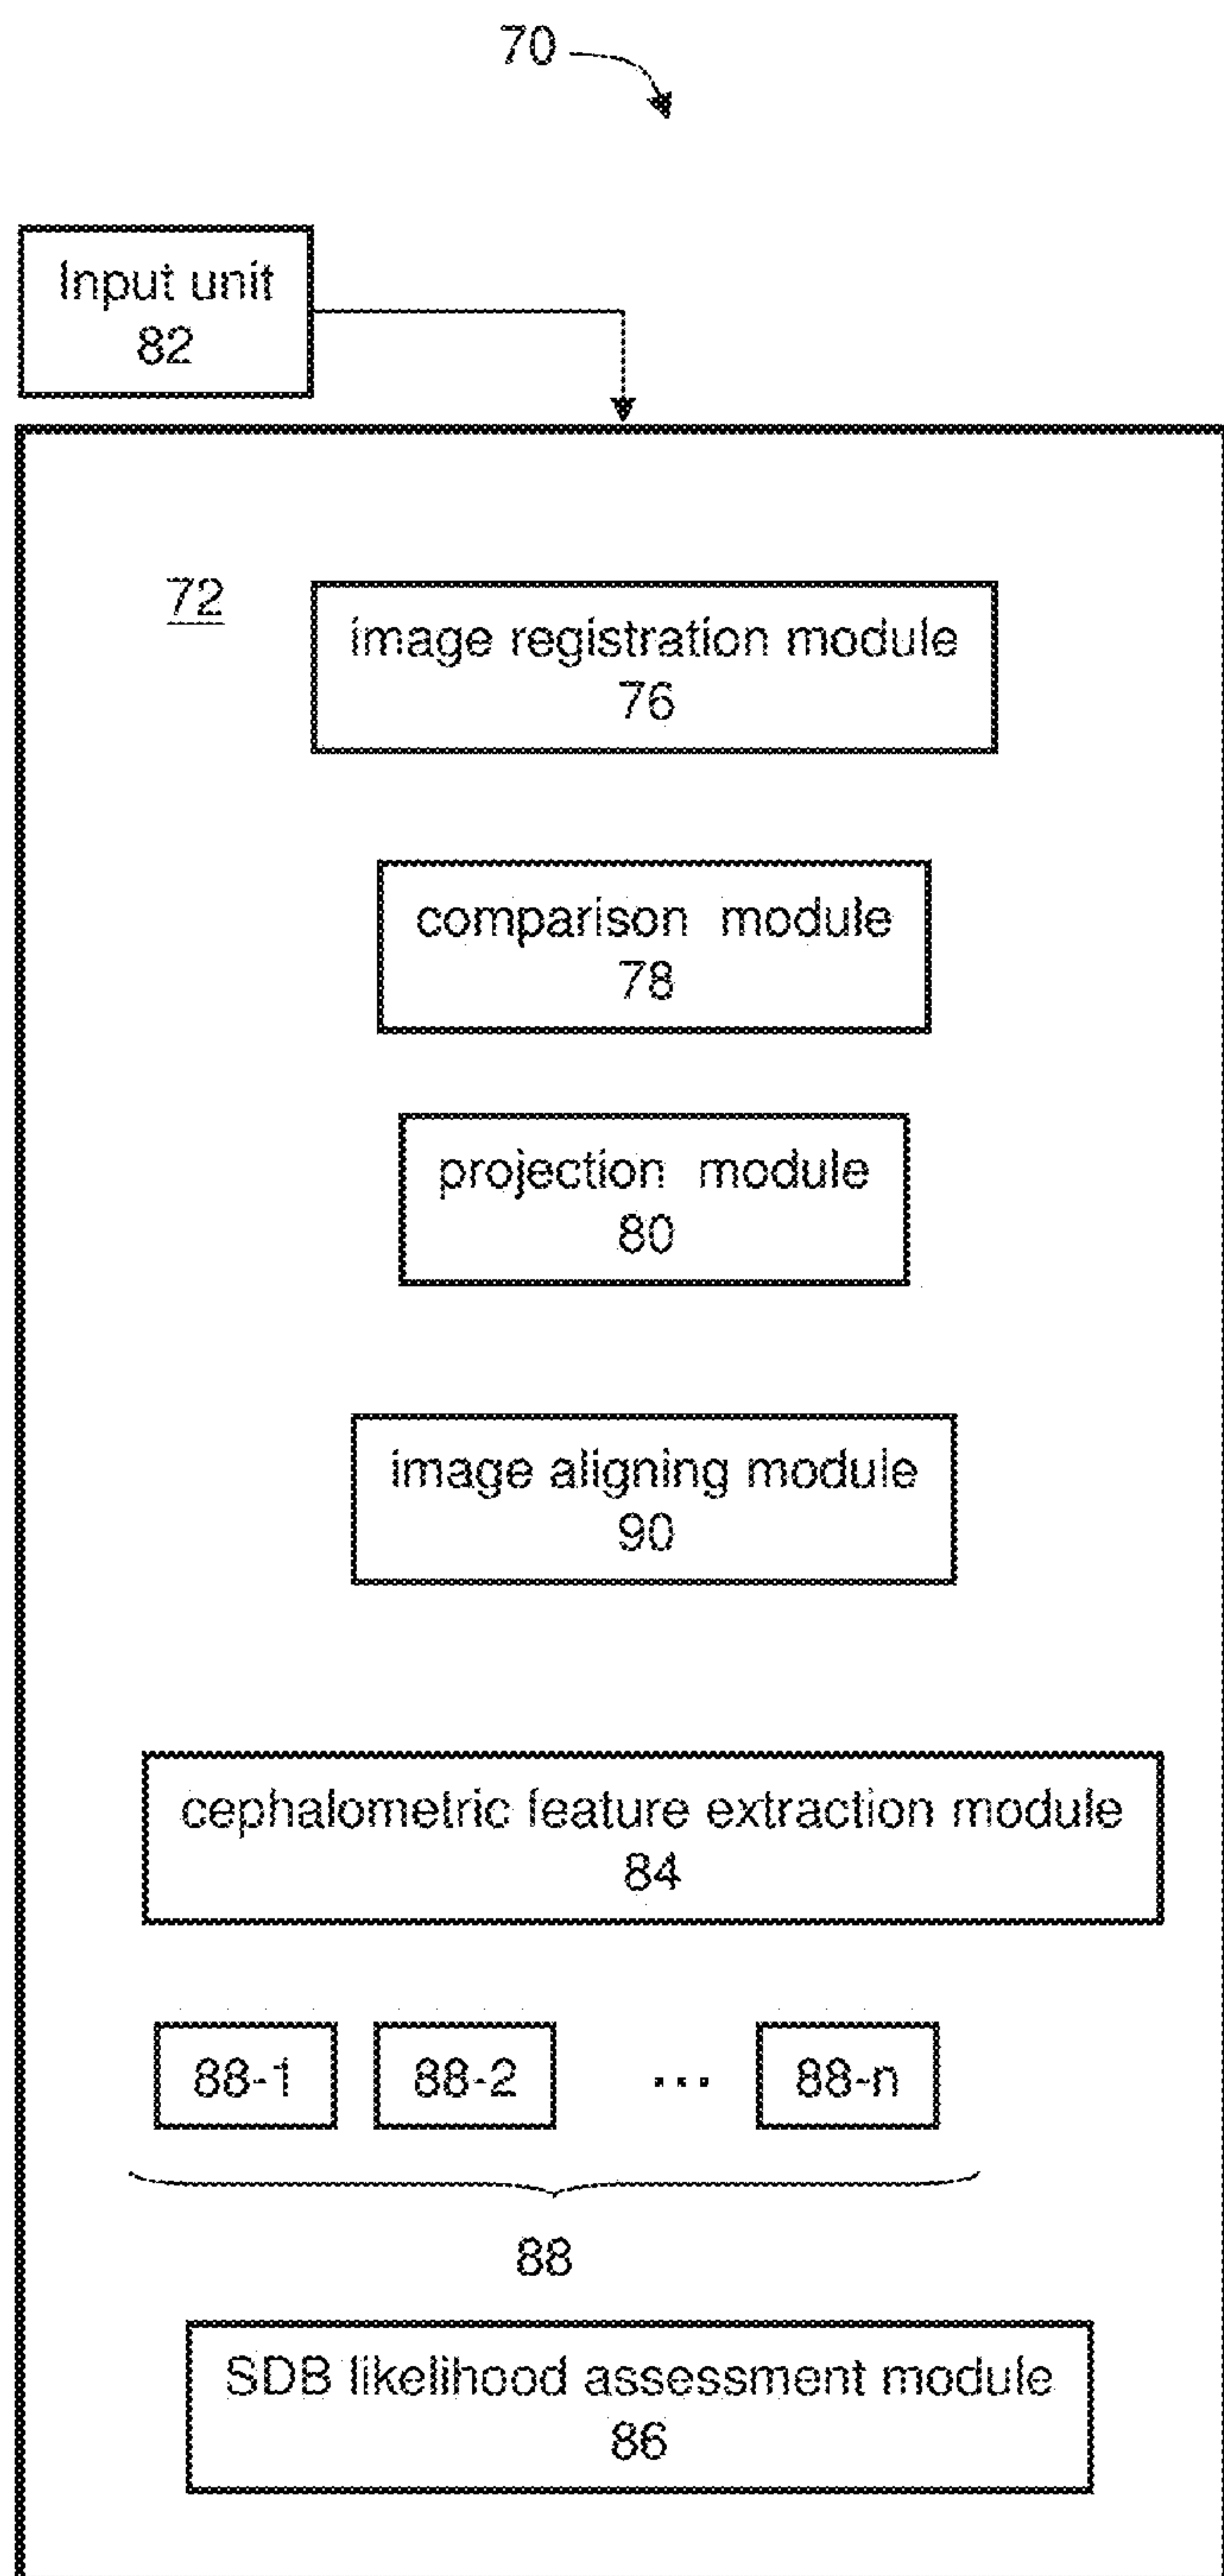 70
Input unit
82
72
image registration module
76
comparison module
78
projection module
80
image aligning module
90
cephalometric feature extraction module
84
88-1 88-2 ... 88-n
88
SDB likelihood assessment module
86